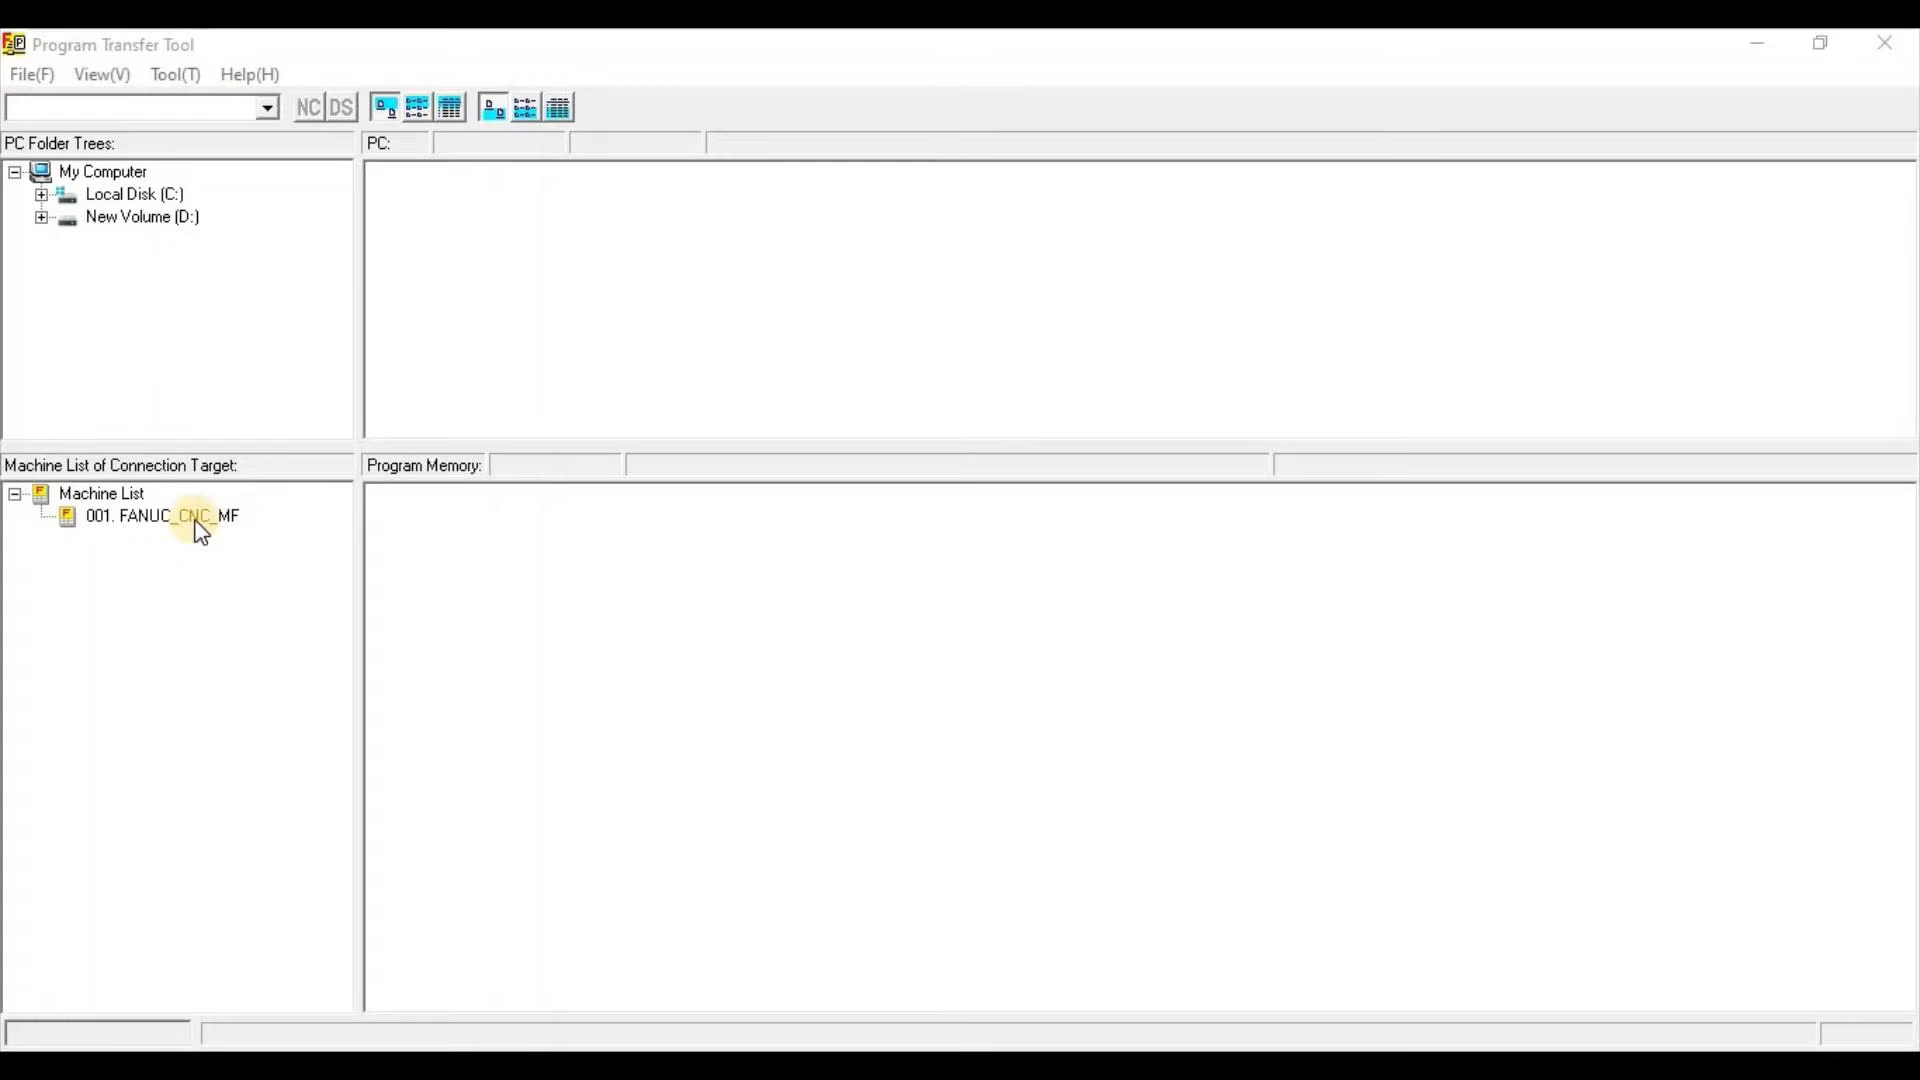 Program Transfer Tool
File(F) View(V) Tool(T) Help(H)
NC DS
PC Folder Trees:
PC:
My Computer
Local Disk (C:)
New Volume (D:)
Machine List of Connection Target:
Program Memory:
Machine List
001. FANUC_CNC_MF